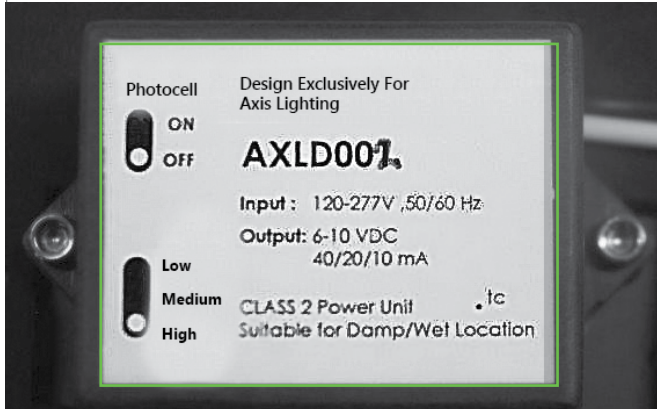 Photocell
ON
OFF
Design Exclusively For
Axis Lighting
Input : 120-277V ,50/60 Hz
Output: 6-10 VDC
40/20/10 mA
Low
Medium
High
CLASS 2 Power Unit
.tc
Suitable for Damp/Wet Location